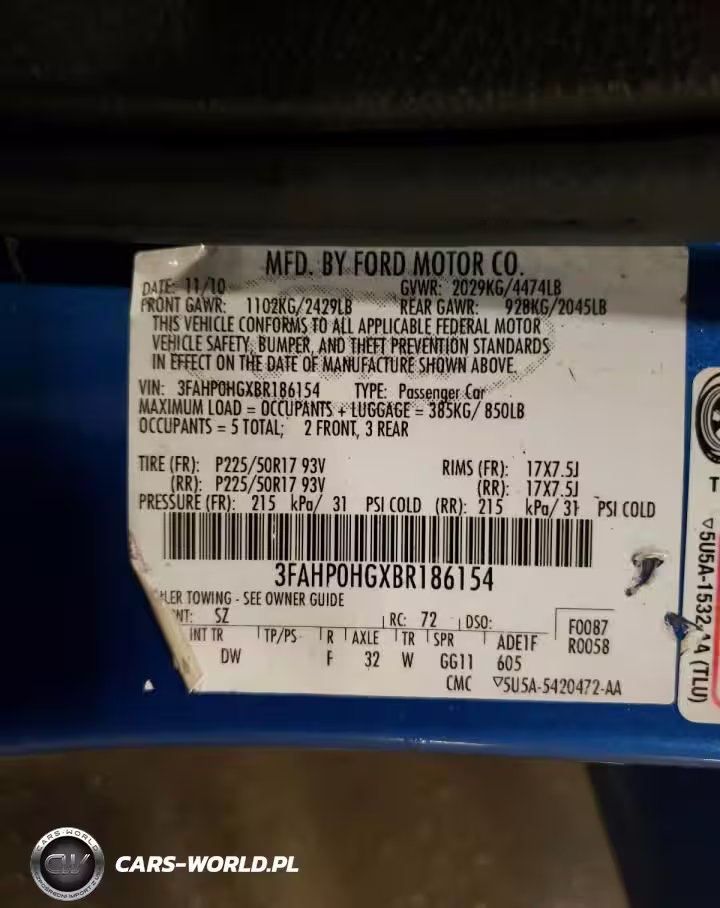 MFD. BY FORD MOTOR CO.
DATE: 11/10 GVWR: 2029KG/4474LB
FRONT GAWR: 1102KG/2429LB REAR GAWR: 928KG/2045LB
THIS VEHICLE CONFORMS TO ALL APPLICABLE FEDERAL MOTOR
VEHICLE SAFETY, BUMPER, AND THEFT PREVENTION STANDARDS
IN EFFECT ON THE DATE OF MANUFACTURE SHOWN ABOVE.
VIN: 3FAHP0HGXBR186154 TYPE: Passenger Car
MAXIMUM LOAD = OCCUPANTS + LUGGAGE = 385KG/ 850LB
OCCUPANTS = 5 TOTAL; 2 FRONT, 3 REAR
TIRE (FR): P225/50R17 93V RIMS (FR): 17X7.5J
(RR): P225/50R17 93V (RR): 17X7.5J
PRESSURE (FR): 215 kPa/ 31 PSI COLD (RR): 215 kPa/ 31 PSI COLD
3FAHP0HGXBR186154
LER TOWING - SEE OWNER GUIDE
NT: SZ RC: 72 DSO: F0087
INT TR TP/PS R AXLE TR SPR ADE1F R0058
DW F 32 W GG11 605
CMC ▽5U5A-5420472-AA
T
▽5U5A-1532 44 (TLU)
CARS-WORLD
CW
CARS-WORLD.PL